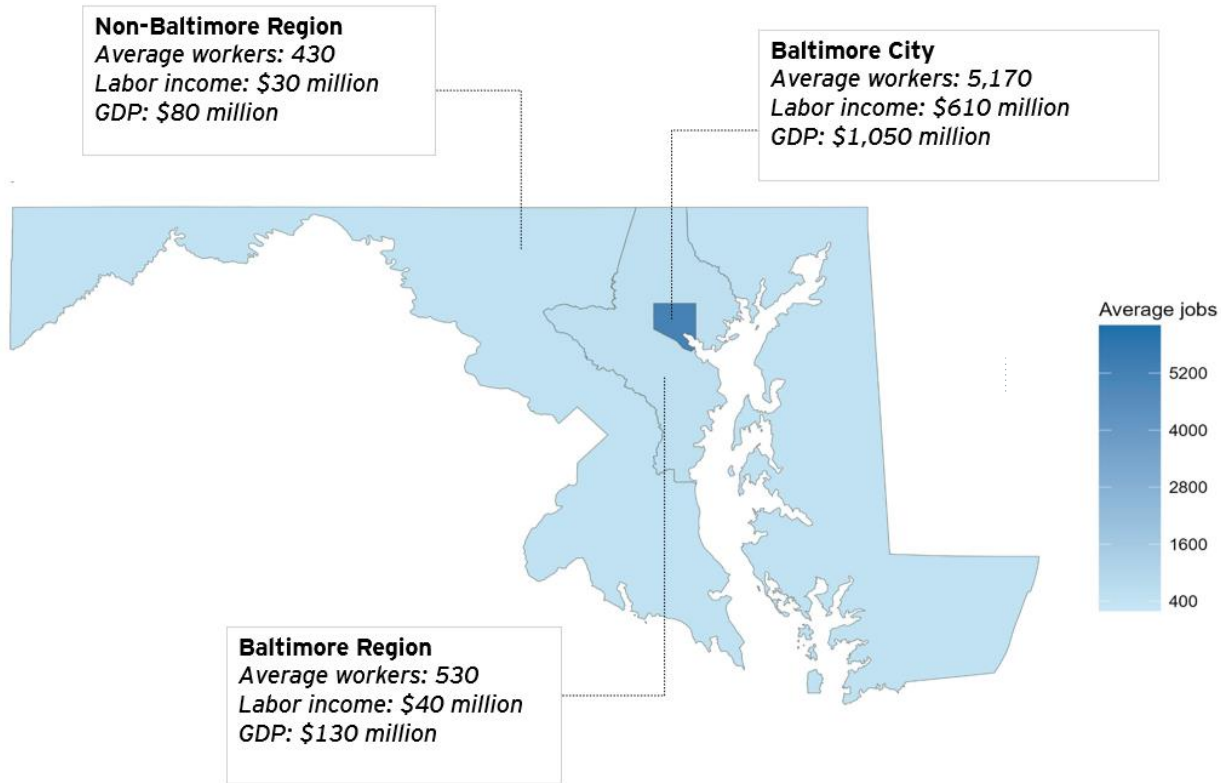 Non-Baltimore Region
Average workers: 430
Labor income: $30 million
GDP: $80 million
Baltimore City
Average workers: 5,170
Labor income: $610 million
GDP: $1,050 million
Average jobs
5200
4000
2800
1600
400
Baltimore Region
Average workers: 530
Labor income: $40 million
GDP: $130 million